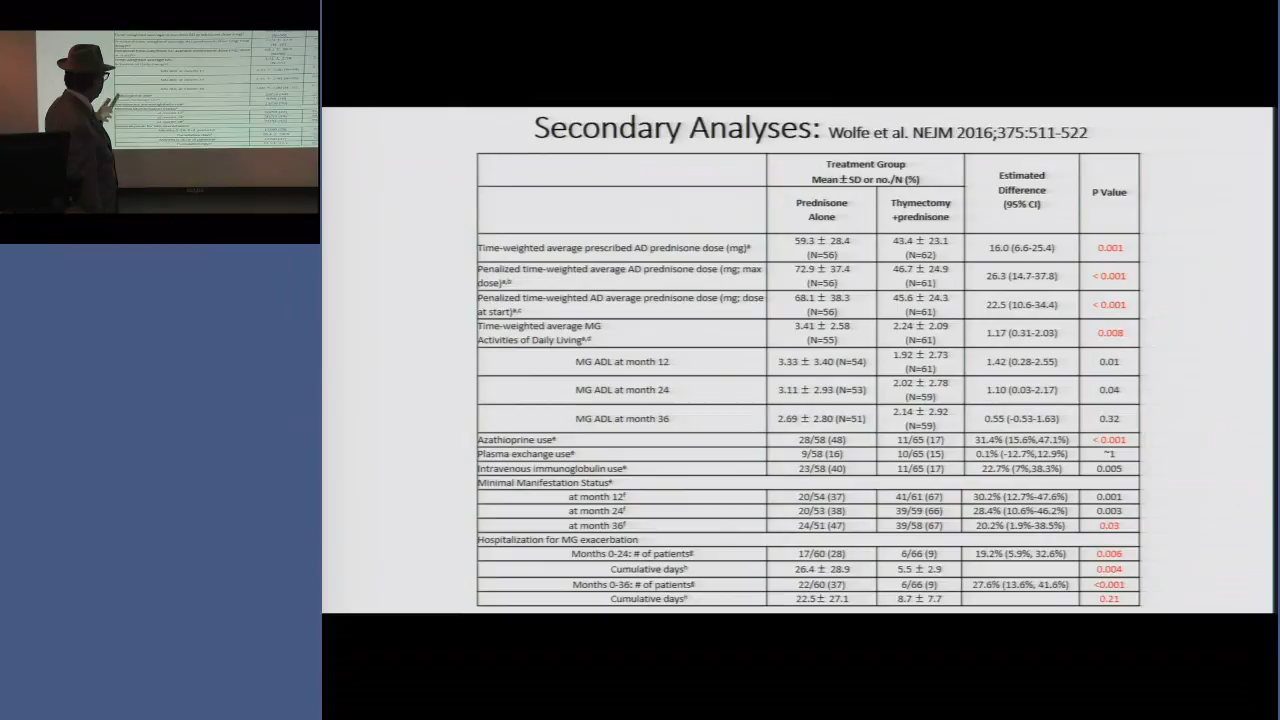 Secondary Analyses: Wolfe et al. NEJM 2016;375:511-522
Treatment Group
Mean±SD or no./N (%)
Estimated
Difference
(95% CI)
P Value
Prednisone
Alone
Thymectomy
+prednisone
Time-weighted average prescribed AD prednisone dose (mg)ª
59.3 ± 28.4
(N=56)
43.4 ± 23.1
(N=62)
16.0 (6.6-25.4)
0.001
Penalized time-weighted average AD prednisone dose (mg; max
dose)ª,ᵇ
72.9 ± 37.4
(N=56)
46.7 ± 24.9
(N=61)
26.3 (14.7-37.8)
< 0.001
Penalized time-weighted AD average prednisone dose (mg; dose
at start)ª,ᶜ
68.1 ± 38.3
(N=56)
45.6 ± 24.3
(N=61)
22.5 (10.6-34.4)
< 0.001
Time-weighted average MG
Activities of Daily Livingª,ᵈ
3.41 ± 2.58
(N=55)
2.24 ± 2.09
(N=61)
1.17 (0.31-2.03)
0.008
MG ADL at month 12
3.33 ± 3.40 (N=54)
1.92 ± 2.73
(N=61)
1.42 (0.28-2.55)
0.01
MG ADL at month 24
3.11 ± 2.93 (N=53)
2.02 ± 2.78
(N=59)
1.10 (0.03-2.17)
0.04
MG ADL at month 36
2.69 ± 2.80 (N=51)
2.14 ± 2.92
(N=59)
0.55 (-0.53-1.63)
0.32
Azathioprine useᵉ 28/58 (48) 11/65 (17) 31.4% (15.6%,47.1%) < 0.001
Plasma exchange useᵉ 9/58 (16) 10/65 (15) 0.1% (-12.7%,12.9%) ~1
Intravenous immunoglobulin useᵉ 23/58 (40) 11/65 (17) 22.7% (7%,38.3%) 0.005
Minimal Manifestation Statusᵉ
at month 12ᶠ 20/54 (37) 41/61 (67) 30.2% (12.7%-47.6%) 0.001
at month 24ᶠ 20/53 (38) 39/59 (66) 28.4% (10.6%-46.2%) 0.003
at month 36ᶠ 24/51 (47) 39/58 (67) 20.2% (1.9%-38.5%) 0.03
Hospitalization for MG exacerbation
Months 0-24: # of patientsᵍ 17/60 (28) 6/66 (9) 19.2% (5.9%, 32.6%) 0.006
Cumulative daysʰ 26.4 ± 28.9 5.5 ± 2.9 0.004
Months 0-36: # of patientsᵍ 22/60 (37) 6/66 (9) 27.6% (13.6%, 41.6%) <0.001
Cumulative daysʰ 22.5± 27.1 8.7 ± 7.7 0.21